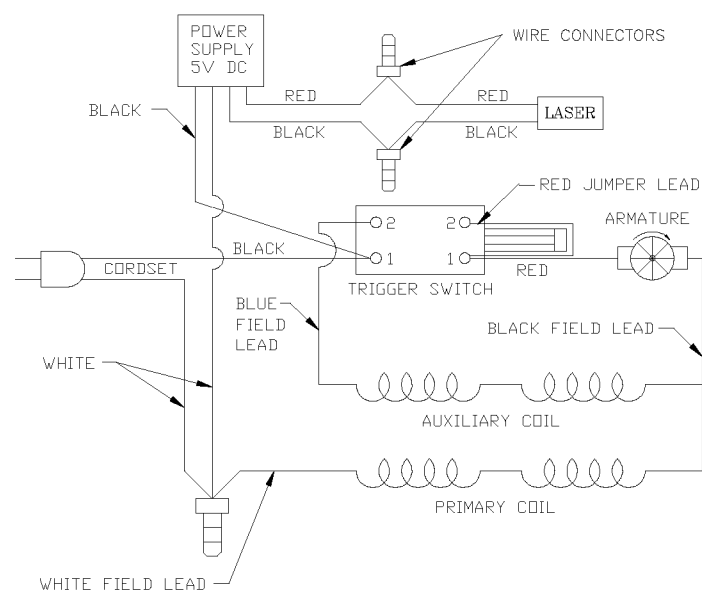 POWER
SUPPLY
5V DC
WIRE CONNECTORS
RED
RED
BLACK
LASER
BLACK
BLACK
RED JUMPER LEAD
2
2
ARMATURE
BLACK
1
1
CORDSET
RED
TRIGGER SWITCH
BLUE
FIELD
LEAD
BLACK FIELD LEAD
WHITE
AUXILIARY COIL
PRIMARY COIL
WHITE FIELD LEAD